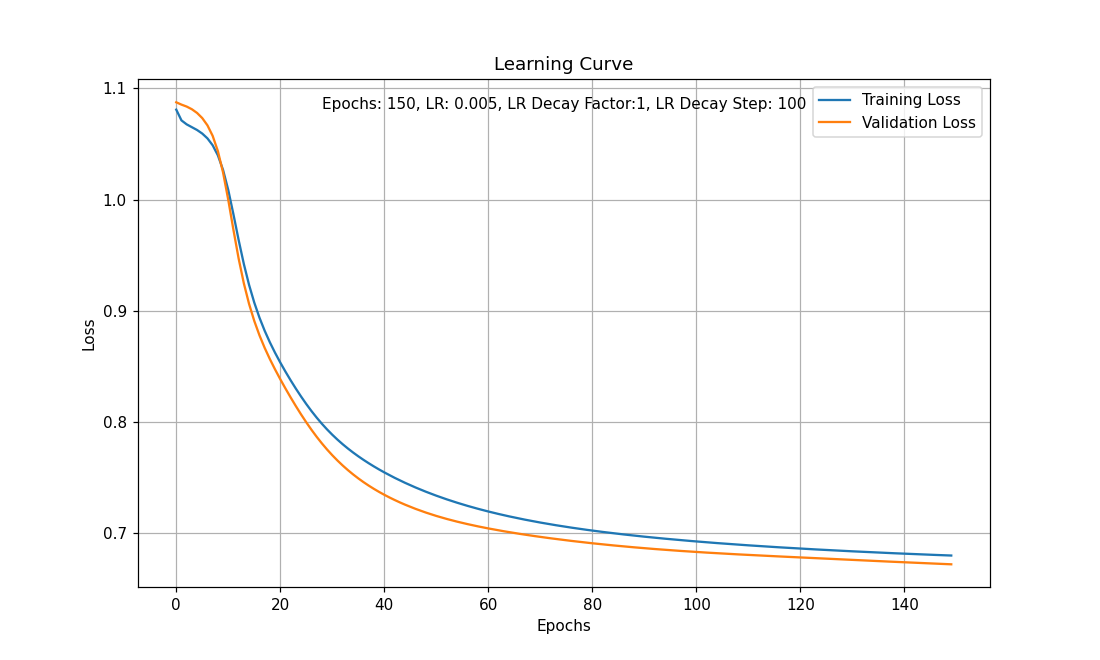 Learning Curve
1.1
1.0
0.9
0.8
0.7
Loss
Epochs: 150, LR: 0.005, LR Decay Factor:1, LR Decay Step: 100
Training Loss
Validation Loss
0 20 40 60 80 100 120 140
Epochs